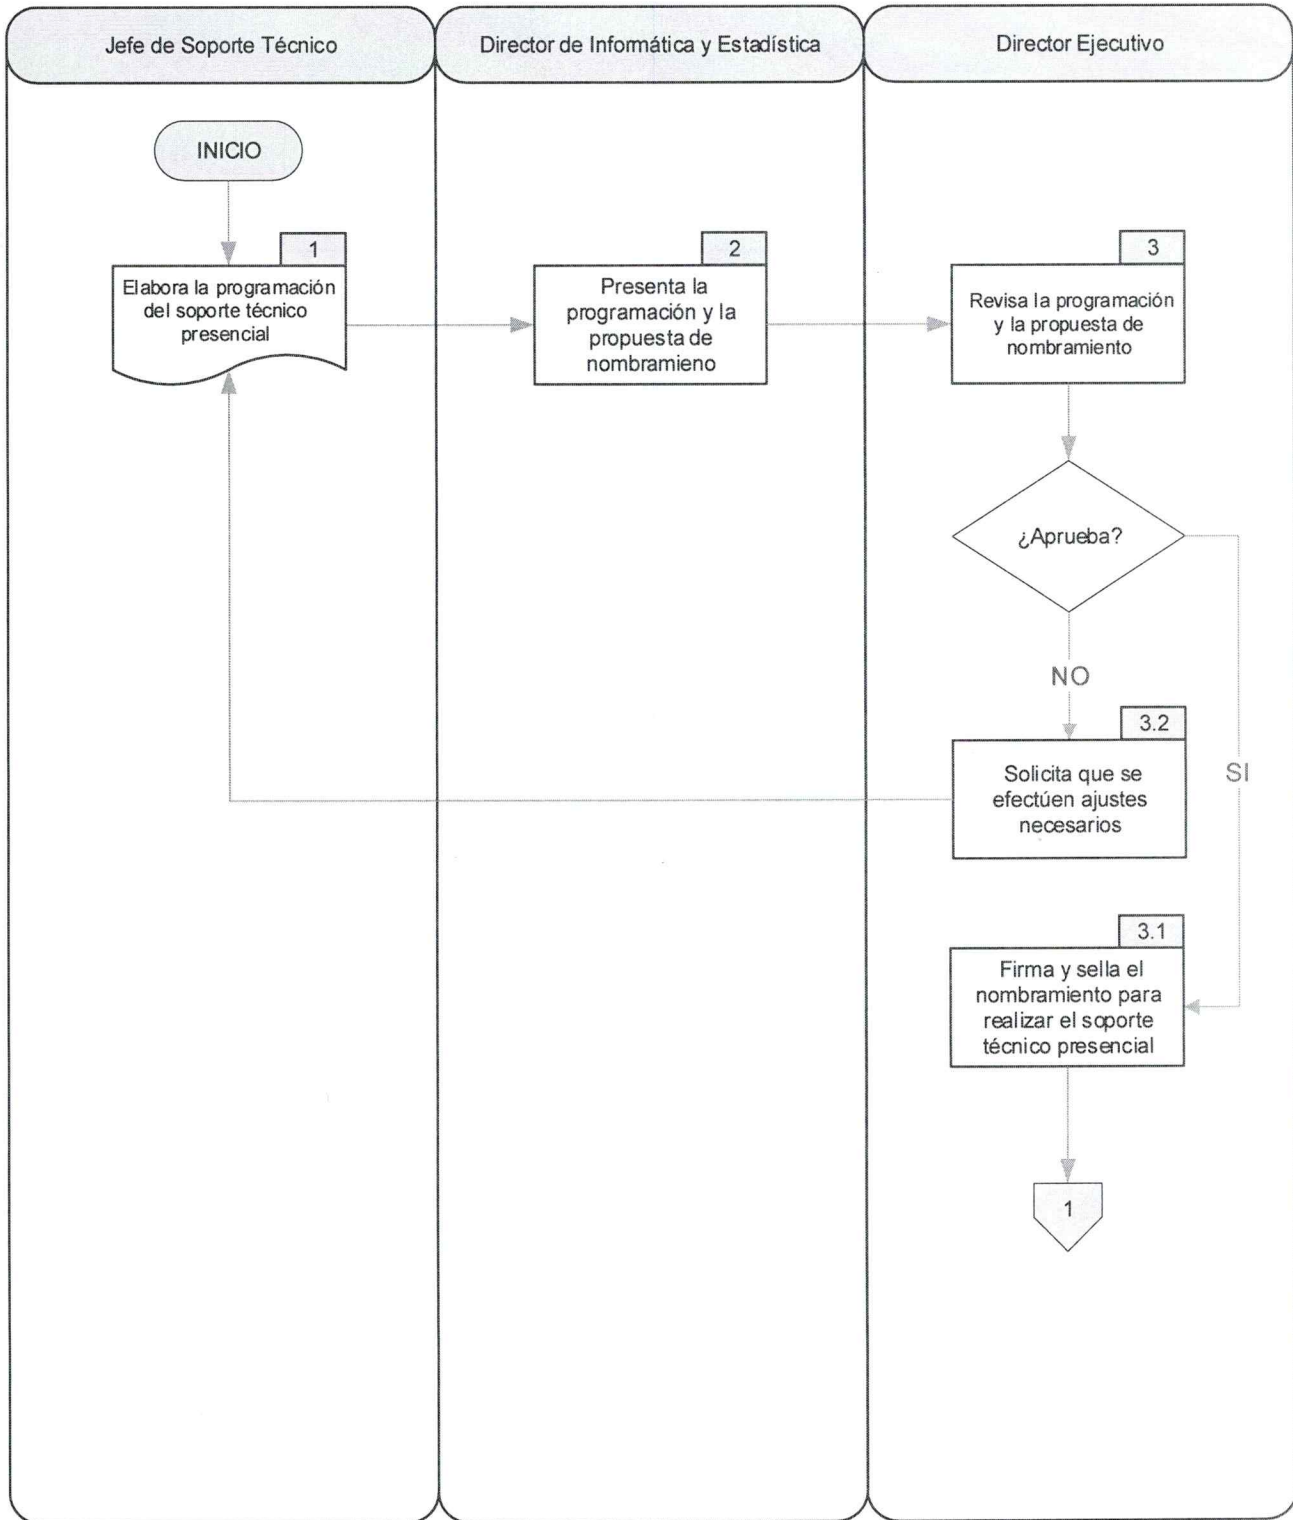 Jefe de Soporte Técnico
Director de Informática y Estadística
Director Ejecutivo
INICIO
1
Elabora la programación
del soporte técnico
presencial
2
Presenta la
programación y la
propuesta de
nombramieno
3
Revisa la programación
y la propuesta de
nombramiento
¿Aprueba?
NO
SI
3.2
Solicita que se
efectúen ajustes
necesarios
3.1
Firma y sella el
nombramiento para
realizar el soporte
técnico presencial
1